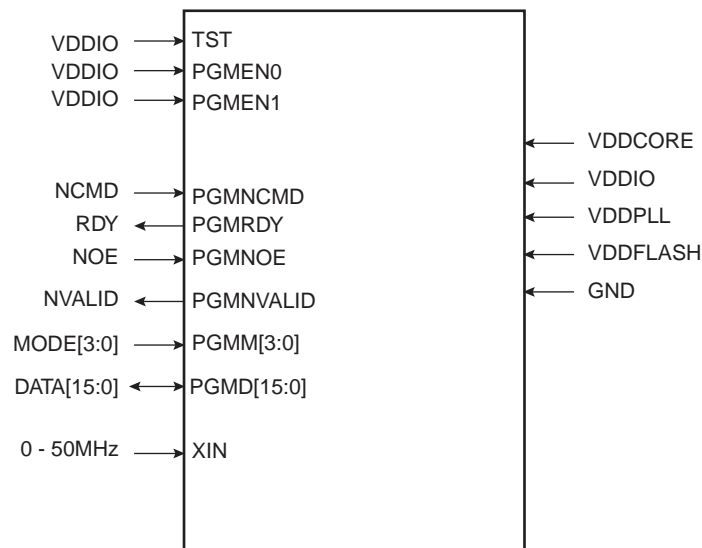 VDDIO TST
VDDIO PGMEN0
VDDIO PGMEN1
VDDCORE
VDDIO
NCMD PGMNCMD
VDDPLL
RDY PGMRDY
NOE PGMNOE
VDDFLASH
NVALID PGMNVALID
GND
MODE[3:0] PGMM[3:0]
DATA[15:0] PGMD[15:0]
0 - 50MHz XIN